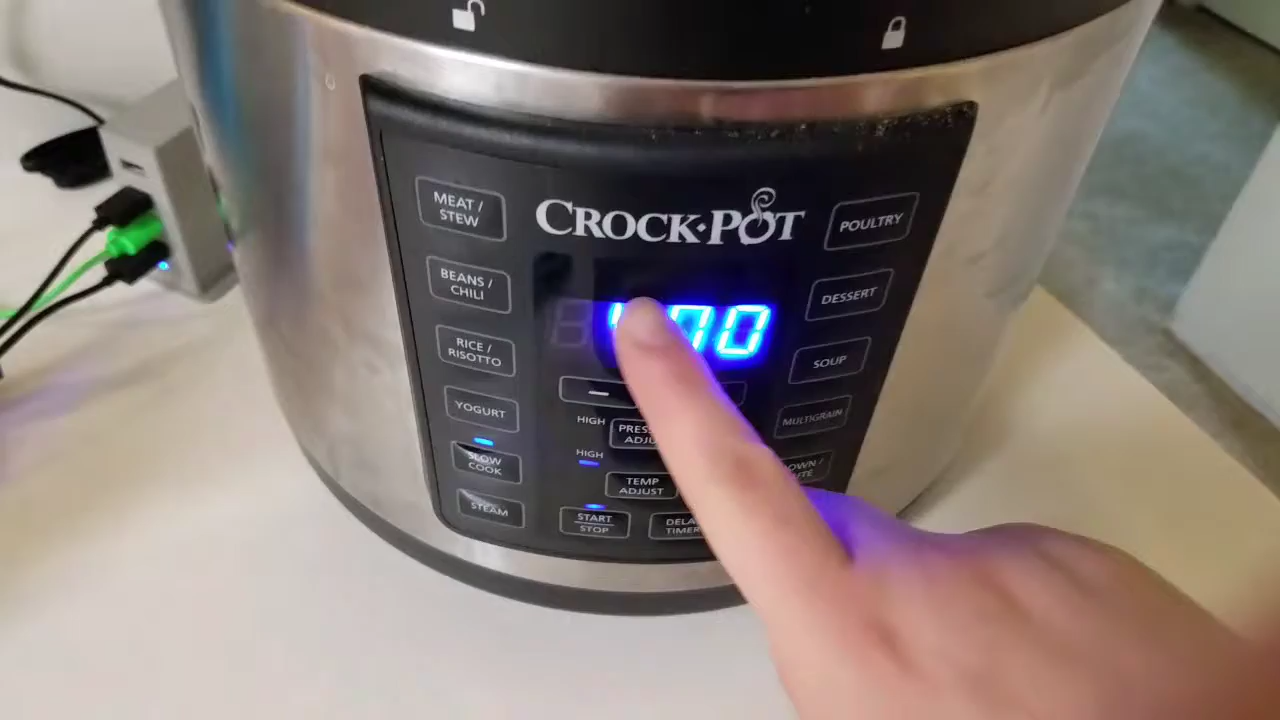 MEAT /
STEW
CROCK·POT
POULTRY
BEANS /
CHILI
DESSERT
RICE /
RISOTTO
SOUP
YOGURT
HIGH
MULTIGRAIN
SLOW
COOK
HIGH
TEMP
ADJUST
STEAM
START
STOP
TIMER